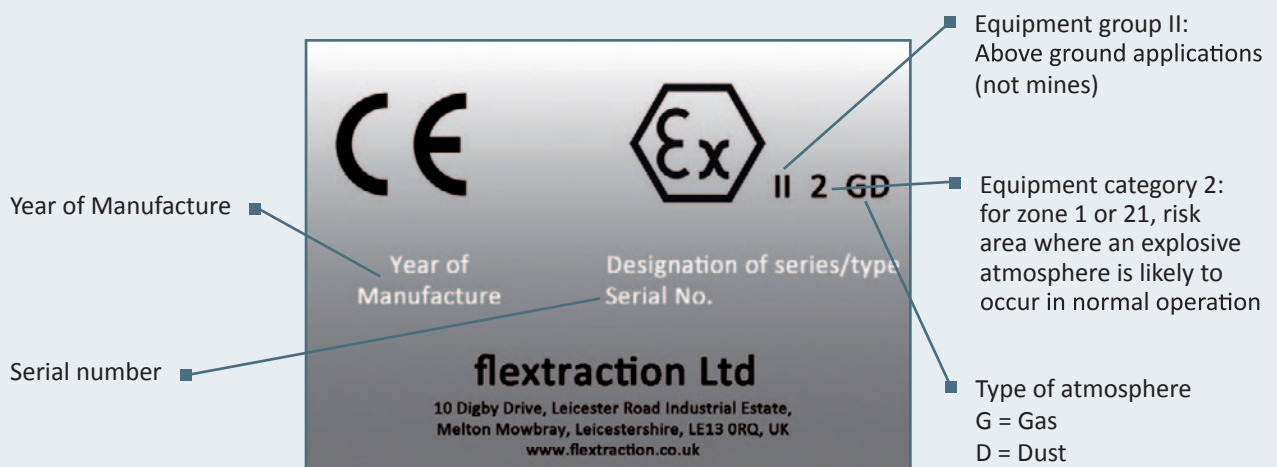 Equipment group II:
Above ground applications
(not mines)
CE
Ex
II 2 GD
Year of Manufacture
Equipment category 2:
for zone 1 or 21, risk
area where an explosive
atmosphere is likely to
occur in normal operation
Year of
Manufacture
Designation of series/type
Serial No.
Serial number
flextraction Ltd
10 Digby Drive, Leicester Road Industrial Estate,
Melton Mowbray, Leicestershire, LE13 0RQ, UK
www.flextraction.co.uk
Type of atmosphere
G = Gas
D = Dust